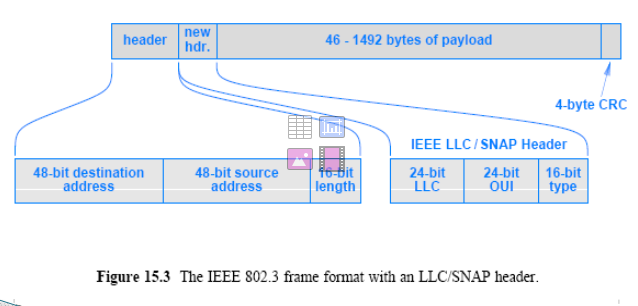 header
new
hdr.
46 - 1492 bytes of payload
4-byte CRC
IEEE LLC / SNAP Header
48-bit destination
address
48-bit source
address
16-bit
length
24-bit
LLC
24-bit
OUI
16-bit
type
Figure 15.3 The IEEE 802.3 frame format with an LLC/SNAP header.